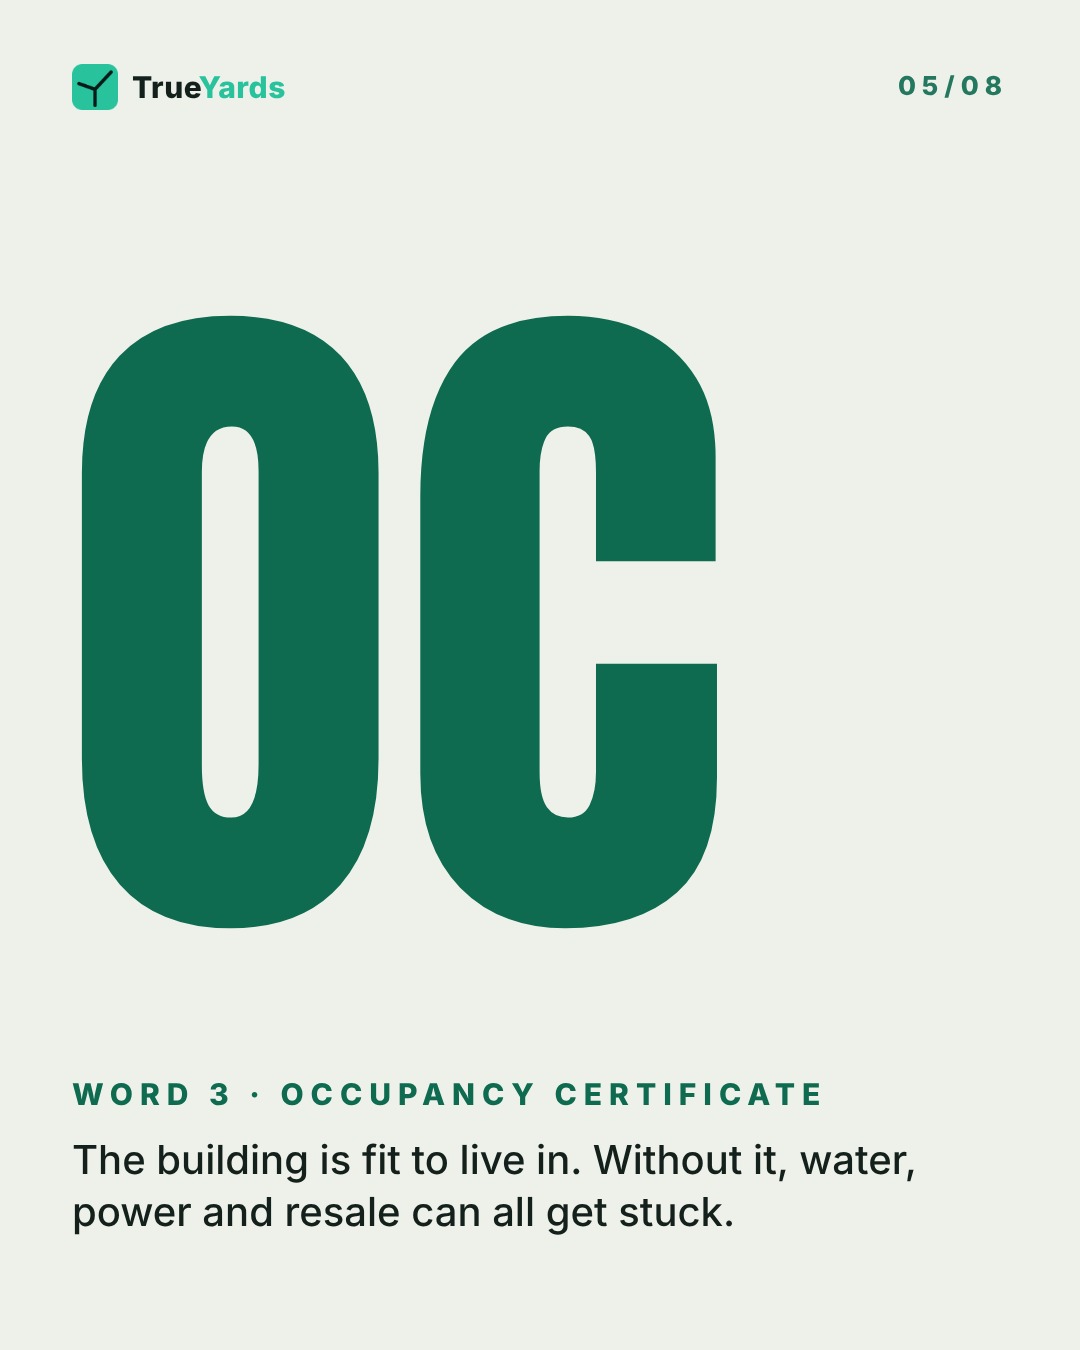 TrueYards
05/08
OC
WORD 3 · OCCUPANCY CERTIFICATE
The building is fit to live in. Without it, water,
power and resale can all get stuck.